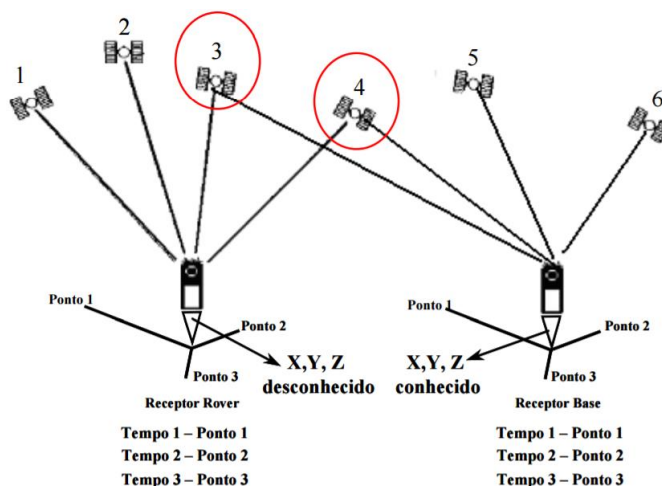 1
2
3
4
5
6
Ponto 1
Ponto 2
Ponto 3
X,Y, Z
desconhecido
Receptor Rover
Tempo 1 – Ponto 1
Tempo 2 – Ponto 2
Tempo 3 – Ponto 3
Ponto 1
Ponto 2
Ponto 3
X,Y, Z
conhecido
Receptor Base
Tempo 1 – Ponto 1
Tempo 2 – Ponto 2
Tempo 3 – Ponto 3